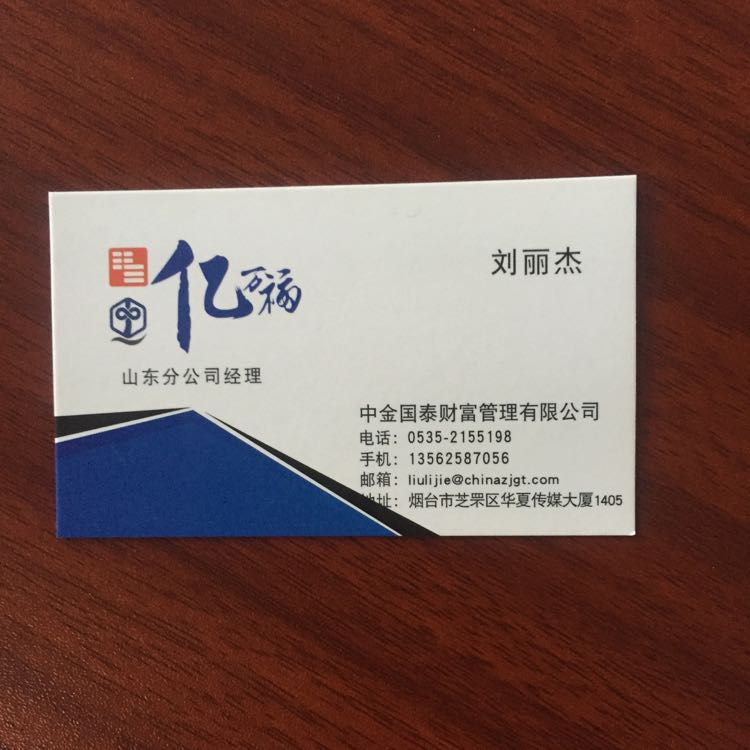 亿万福
刘丽杰
山东分公司经理
中金国泰财富管理有限公司
电话：0535-2155198
手机：13562587056
邮箱：liulijie@chinazjgt.com
地址：烟台市芝罘区华夏传媒大厦1405